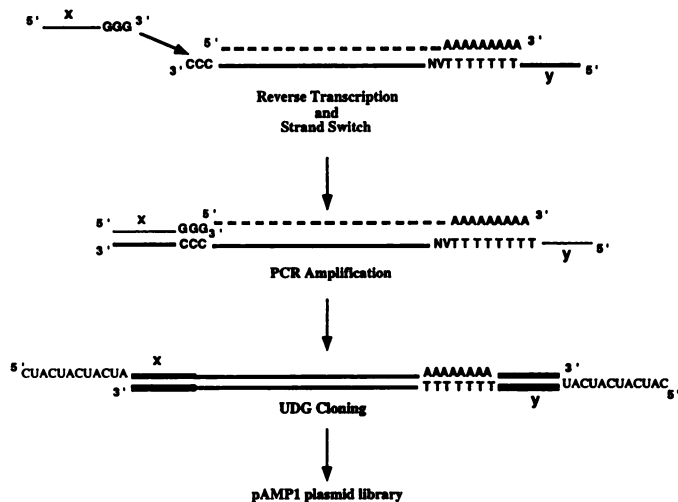 x
5' GGG 3'
5' AAAAAAAAA 3'
3' CCC NVTTTTTTT y 5'
Reverse Transcription
and
Strand Switch
x 5' AAAAAAAAA 3'
5' GGG 3'
3' CCC NVTTTTTTTT y 5'
PCR Amplification
x
5' CUACUACUACUA AAAAAAAA 3'
3' TTTTTTT y UACUACUACUAC 5'
UDG Cloning
pAMP1 plasmid library